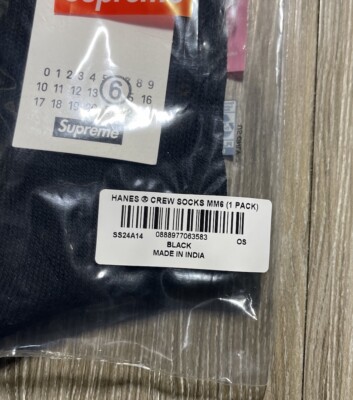 Supreme
0 1 2 3 4 5 7 8 9
10 11 12 13 6 15 16
17 18 19 20
Supreme
HANES ® CREW SOCKS MM6 (1 PACK)
SS24A14 0888977063583 OS
BLACK
MADE IN INDIA